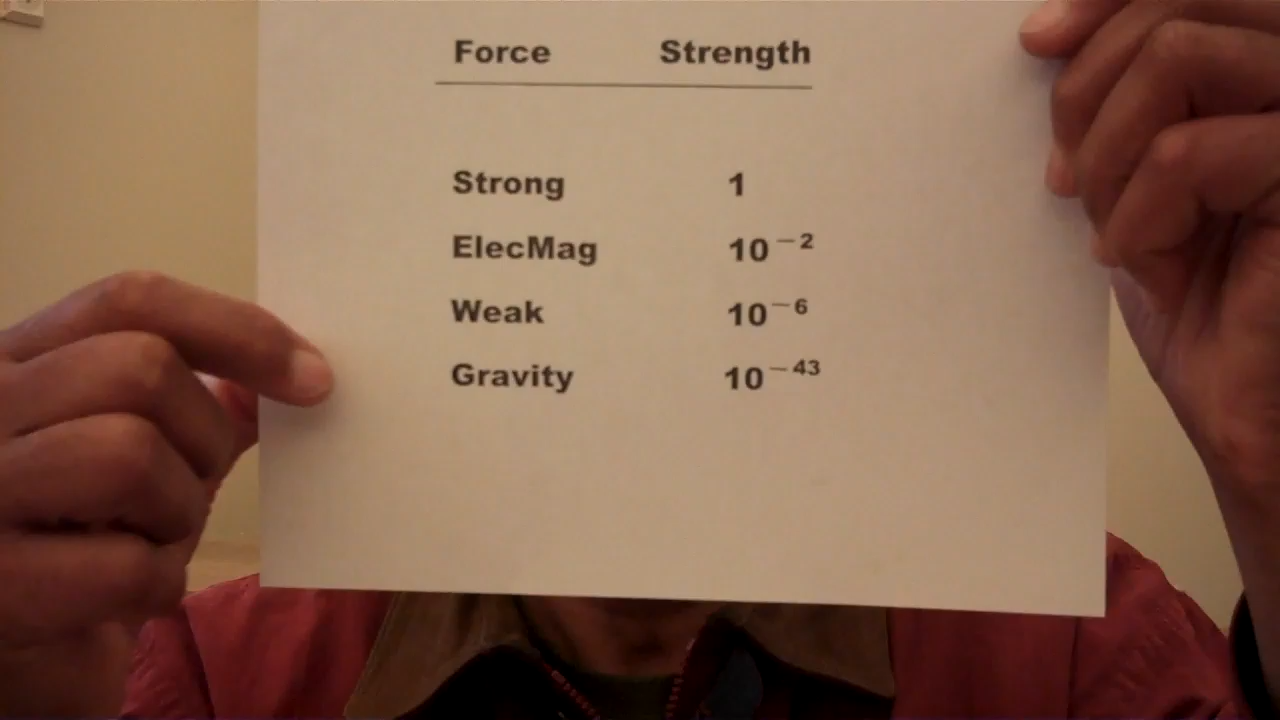 Force Strength
Strong 1
ElecMag 10⁻²
Weak 10⁻⁶
Gravity 10⁻⁴³